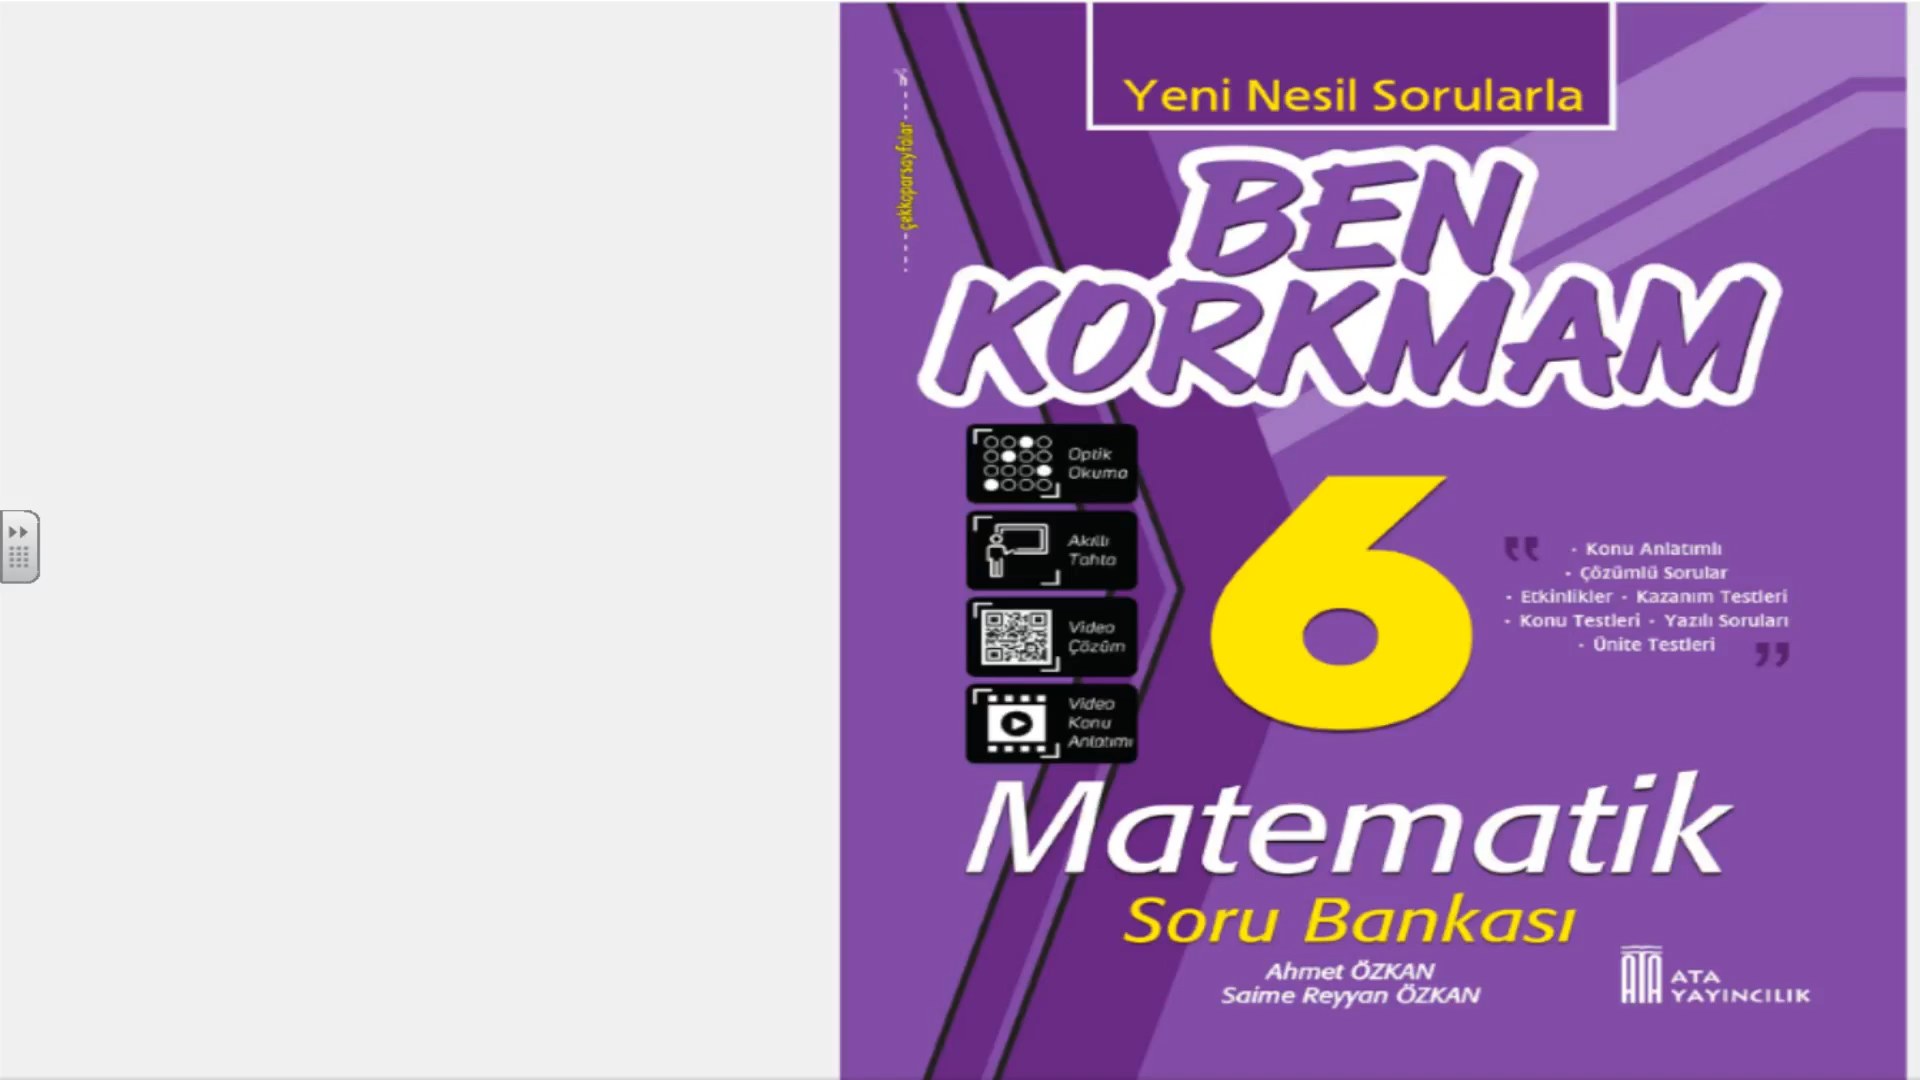 Yeni Nesil Sorularla
çekkoparsayfalar
BEN
KORKMAM
Optik
Okuma
Akıllı
Tahta
Video
Çözüm
Video
Konu
Anlatımı
6
- Konu Anlatımlı
- Çözümlü Sorular
- Etkinlikler - Kazanım Testleri
- Konu Testleri - Yazılı Soruları
- Ünite Testleri
Matematik
Soru Bankası
Ahmet ÖZKAN
Saime Reyyan ÖZKAN
ATA
ATA
YAYINCILIK